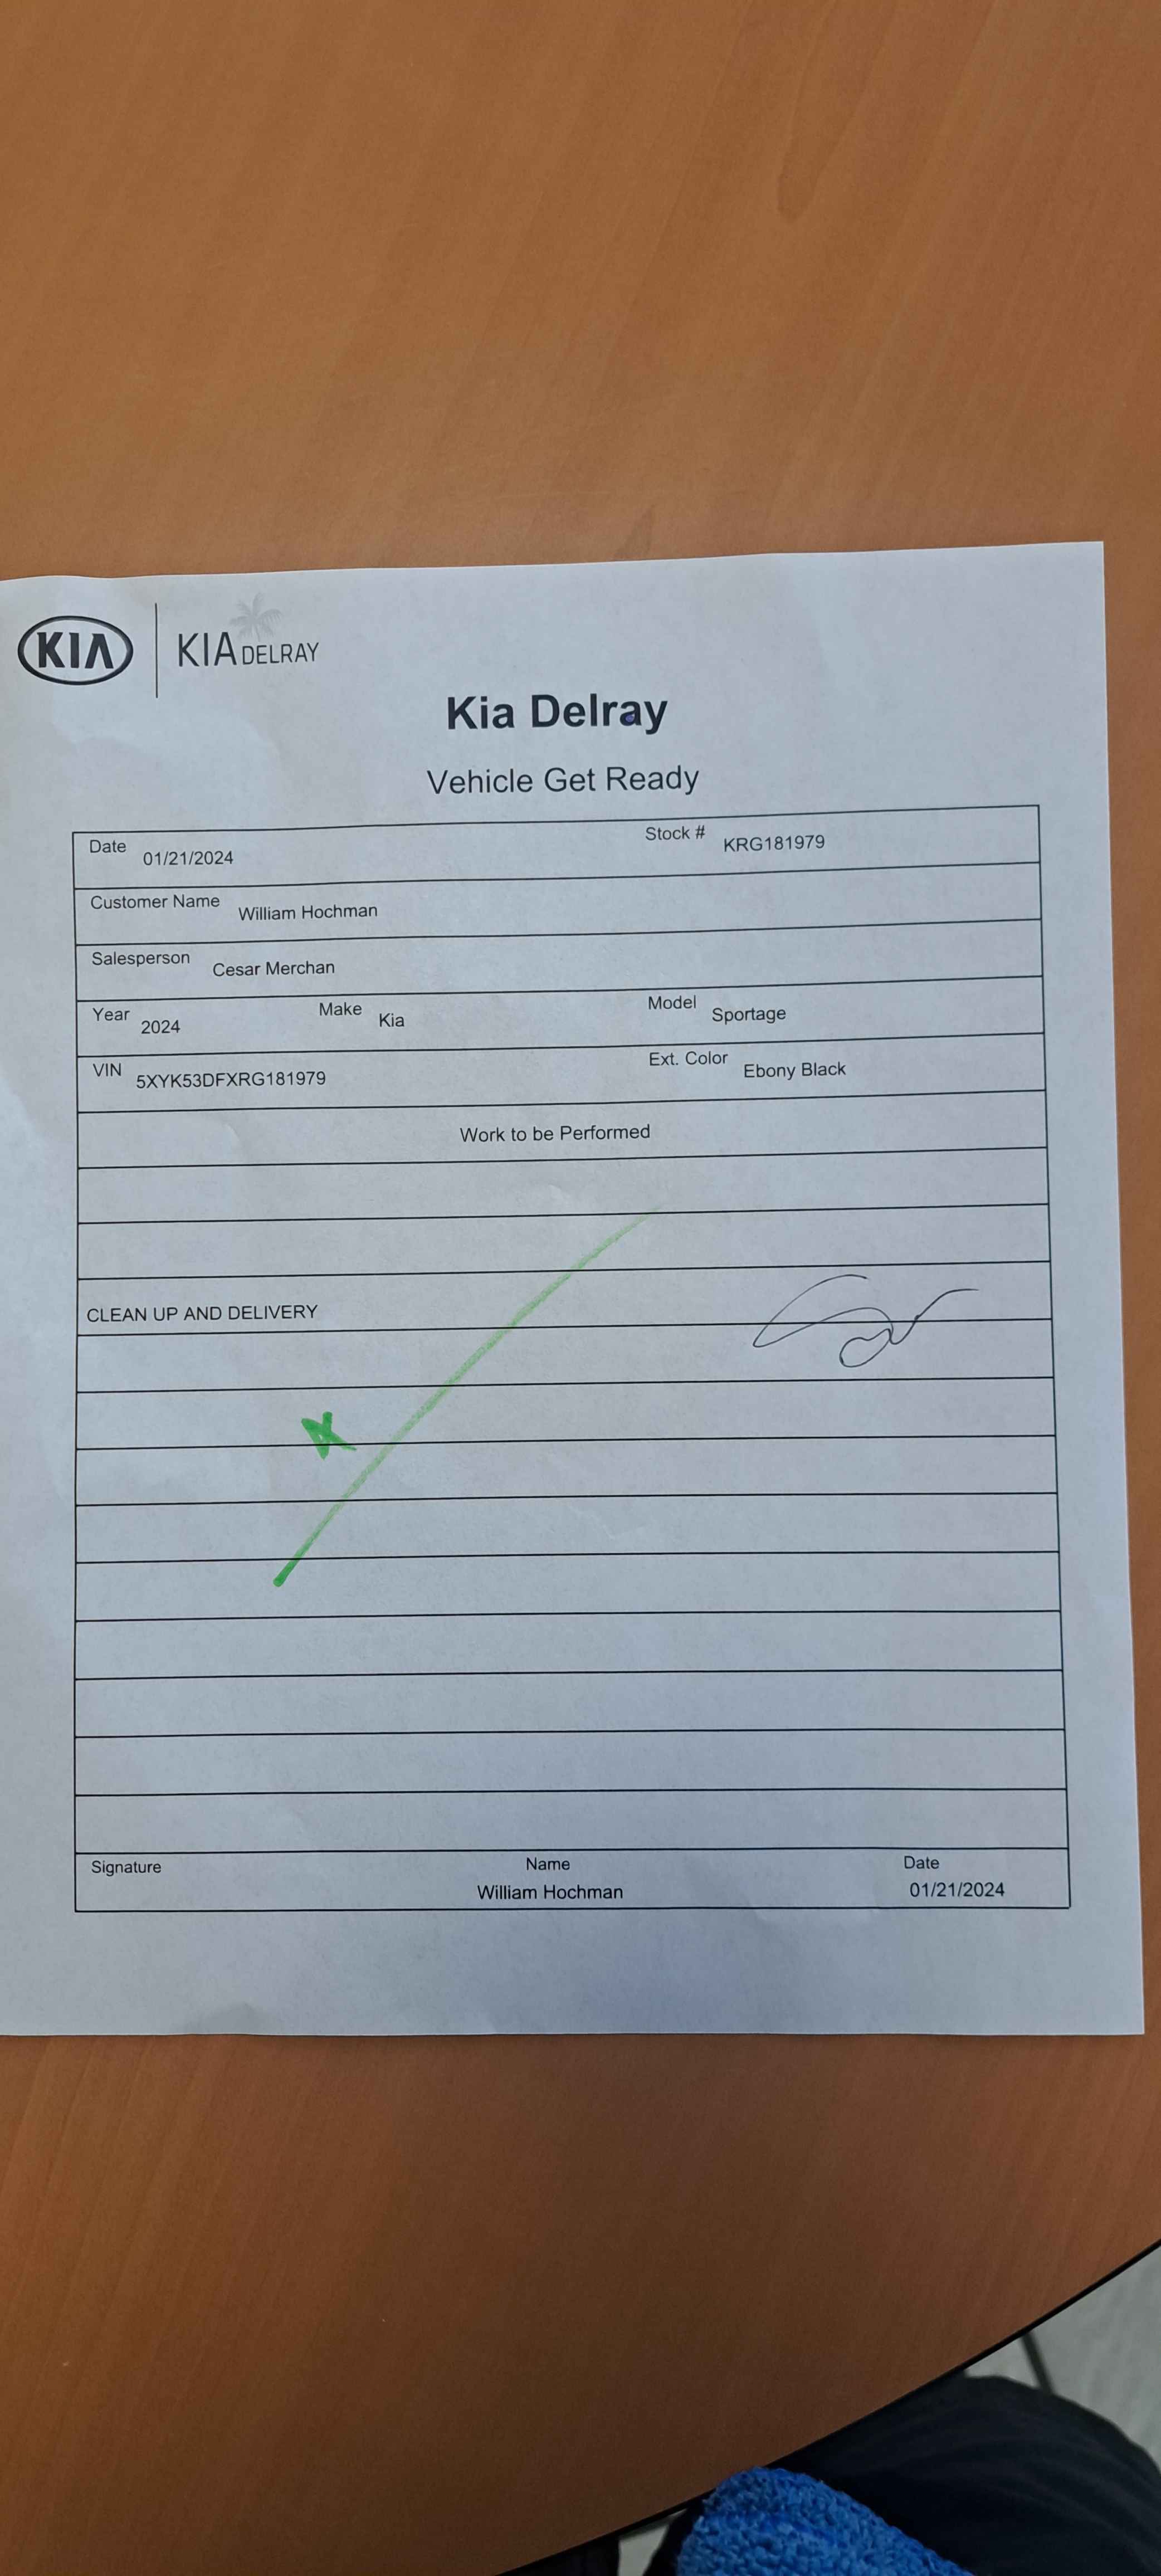 KIA KIA DELRAY
Kia Delray
Vehicle Get Ready
Date 01/21/2024 Stock # KRG181979
Customer Name William Hochman
Salesperson Cesar Merchan
Year 2024 Make Kia Model Sportage
VIN 5XYK53DFXRG181979 Ext. Color Ebony Black
Work to be Performed
CLEAN UP AND DELIVERY
Signature Name Date
William Hochman 01/21/2024